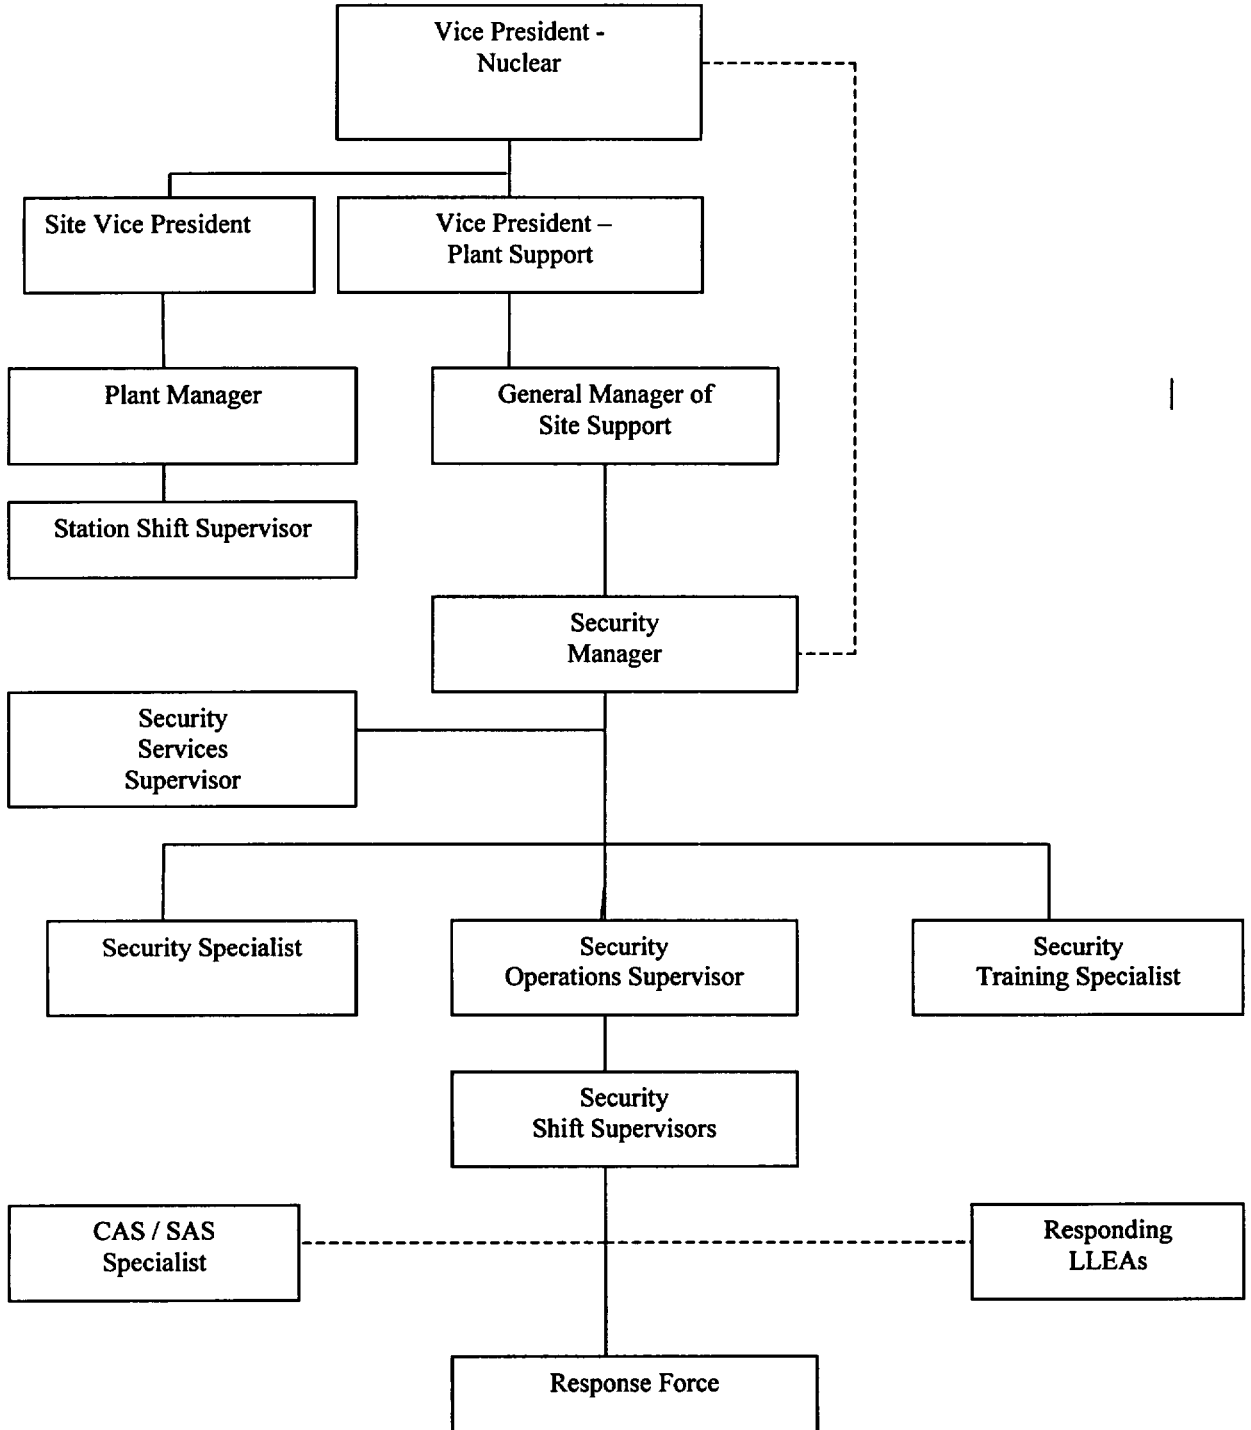 Vice President -
Nuclear
Site Vice President
Vice President –
Plant Support
Plant Manager
General Manager of
Site Support
Station Shift Supervisor
Security
Manager
Security
Services
Supervisor
Security Specialist
Security
Operations Supervisor
Security
Training Specialist
Security
Shift Supervisors
CAS / SAS
Specialist
Responding
LLEAs
Response Force